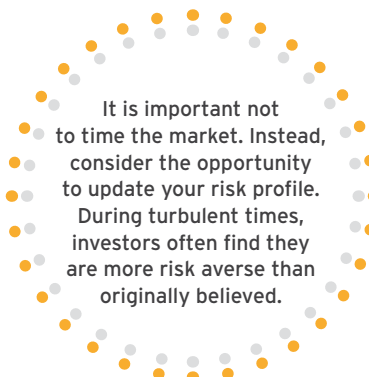 It is important not
to time the market. Instead,
consider the opportunity
to update your risk profile.
During turbulent times,
investors often find they
are more risk averse than
originally believed.